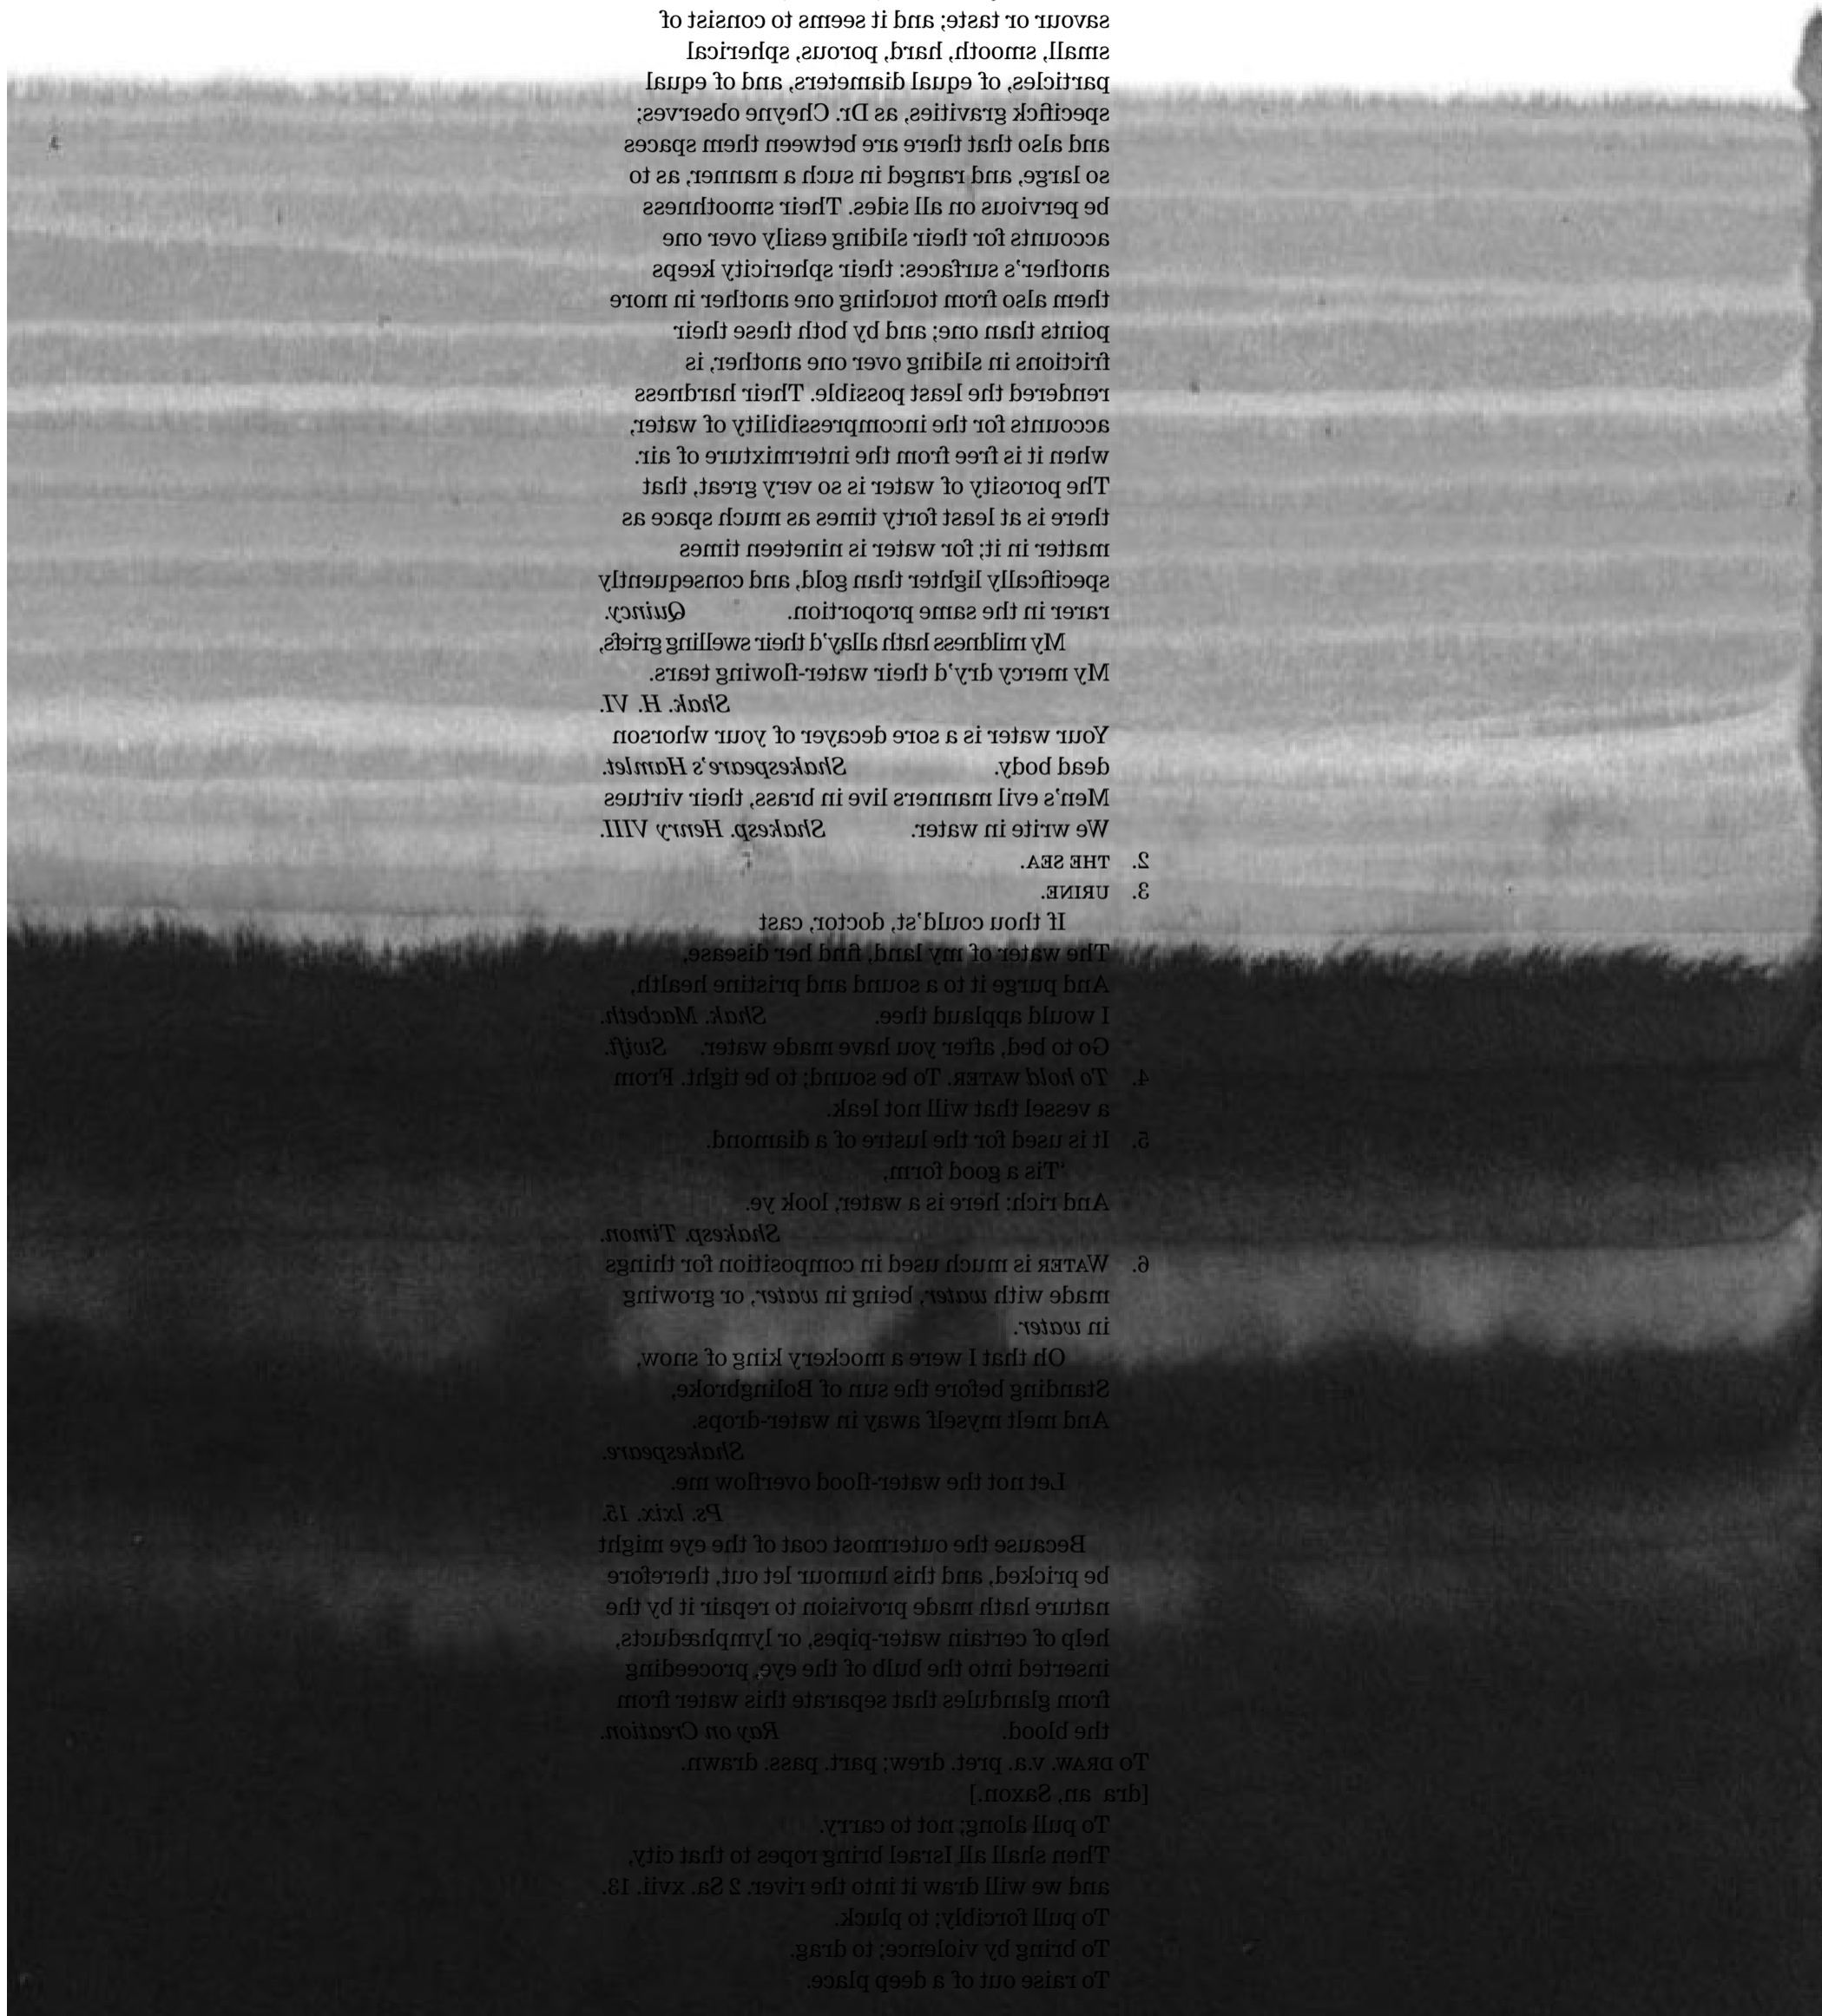 savour or taste; and it seems to consist of
small, smooth, hard, porous, spherical
particles, of equal diameters, and of equal
specifick gravities, as Dr. Cheyne observes;
and also that there are between them spaces
so large, and ranged in such a manner, as to
be pervious on all sides. Their smoothness
accounts for their sliding easily over one
another's surfaces: their sphericity keeps
them also from touching one another in more
points than one; and by both these their
frictions in sliding over one another, is
rendered the least possible. Their hardness
accounts for the incompressibility of water,
when it is free from the intermixture of air.
The porosity of water is so very great, that
there is at least forty times as much space as
matter in it; for water is nineteen times
specifically lighter than gold, and consequently
rarer in the same proportion. Quincy.
My mildness hath allay'd their swelling griefs,
My mercy dry'd their water-flowing tears.
Shak. H. VI.
Your water is a sore decayer of your whorson
dead body. Shakespeare's Hamlet.
Men's evil manners live in brass, their virtues
We write in water. Shakesp. Henry VIII.
2. THE SEA.
3. URINE.
If thou could'st, doctor, cast
The water of my land, find her disease,
And purge it to a sound and pristine health,
I would applaud thee. Shak. Macbeth.
Go to bed, after you have made water. Swift.
4. To hold WATER. To be sound; to be tight. From
a vessel that will not leak.
5. It is used for the lustre of a diamond.
'Tis a good form,
And rich: here is a water, look ye.
Shakesp. Timon.
6. WATER is much used in composition for things
made with water, being in water, or growing
in water.
Oh that I were a mockery king of snow,
Standing before the sun of Bolingbroke,
And melt myself away in water-drops.
Shakespeare.
Let not the water-flood overflow me.
Ps. lxix. 15.
Because the outermost coat of the eye might
be pricked, and this humour let out, therefore
nature hath made provision to repair it by the
help of certain water-pipes, or lymphæducts,
inserted into the bulb of the eye, proceeding
from glandules that separate this water from
the blood. Ray on Creation.
To DRAW. v.a. pret. drew; part. pass. drawn.
[dra an, Saxon.]
To pull along; not to carry.
Then shall all Israel bring ropes to that city,
and we will draw it into the river. 2 Sa. xvii. 13.
To pull forcibly; to pluck.
To bring by violence; to drag.
To raise out of a deep place.